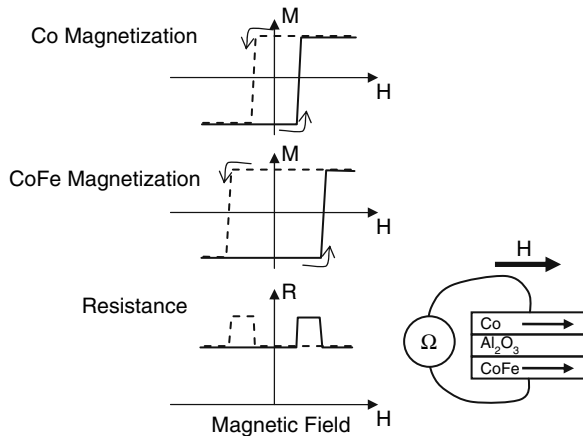 M
Co Magnetization
H
M
CoFe Magnetization
H
Resistance
R
H
Magnetic Field
H
Ω
Co
Al₂O₃
CoFe